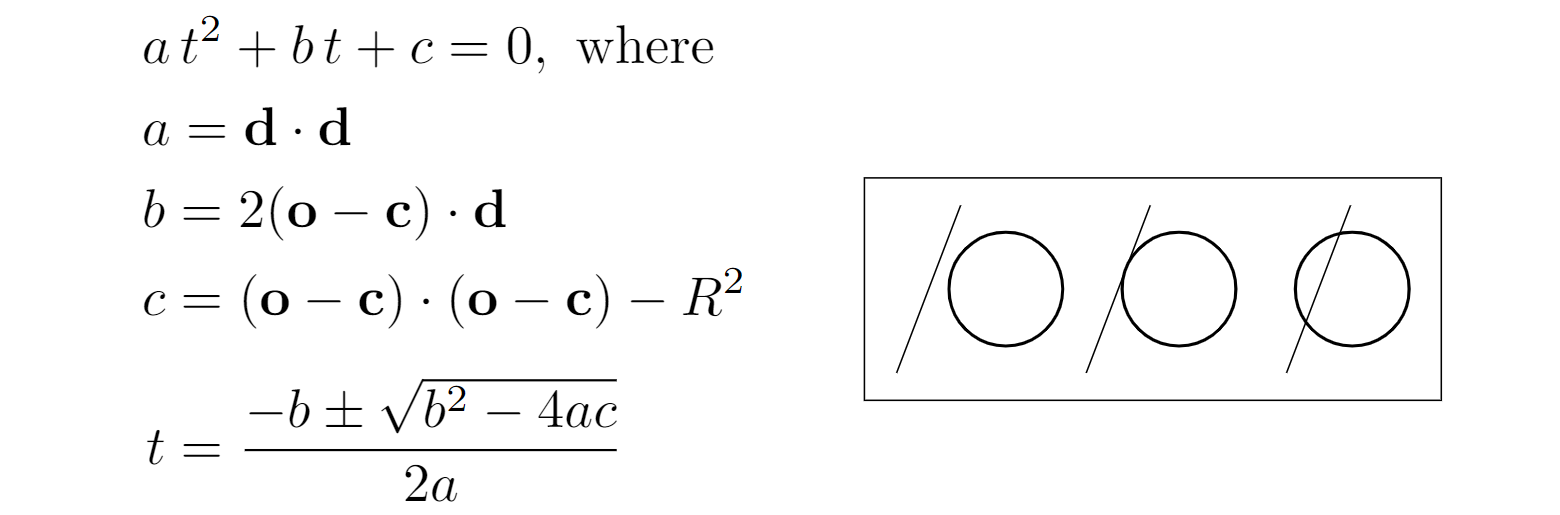 a t² + b t + c = 0, where
a = 𝐝 · 𝐝
b = 2(𝐨 − 𝐜) · 𝐝
c = (𝐨 − 𝐜) · (𝐨 − 𝐜) − R²
t = (−b ± √(b² − 4ac)) / 2a